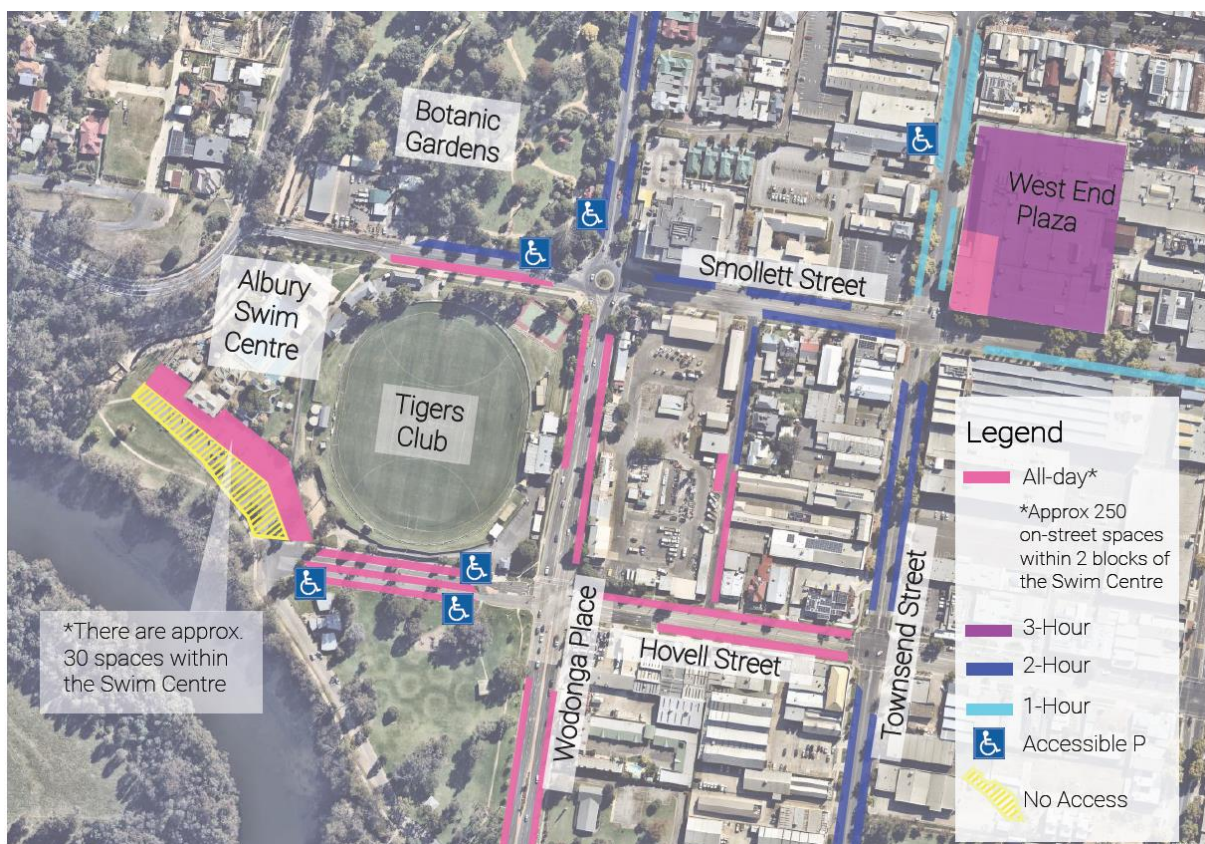 Botanic
Gardens
West End
Plaza
Smollett Street
Albury
Swim
Centre
Tigers
Club
Legend
All-day*
*Approx 250
on-street spaces
within 2 blocks of
the Swim Centre
3-Hour
2-Hour
1-Hour
Accessible P
No Access
*There are approx.
30 spaces within
the Swim Centre
Wodonga Place
Hovell Street
Townsend Street